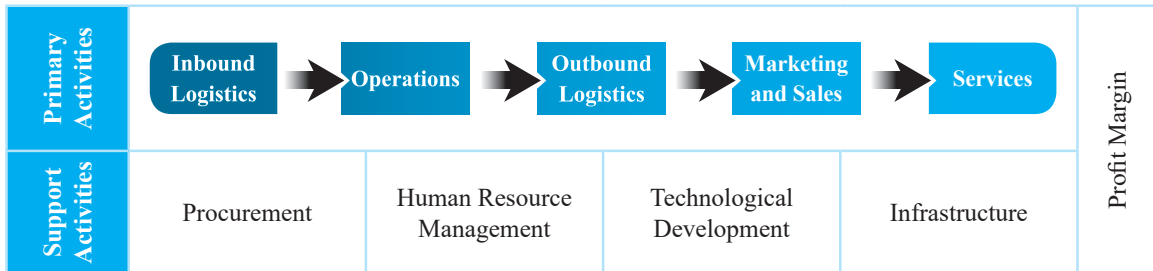 Primary
Activities
Inbound
Logistics
Operations
Outbound
Logistics
Marketing
and Sales
Services
Support
Activities
Procurement
Human Resource
Management
Technological
Development
Infrastructure
Profit Margin